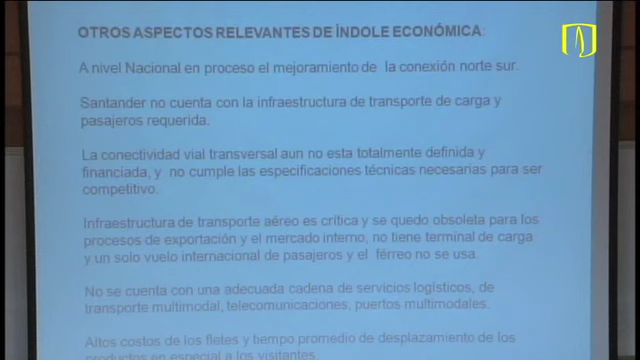 OTROS ASPECTOS RELEVANTES DE ÍNDOLE ECONÓMICA:
A nivel Nacional en proceso el mejoramiento de la conexión norte sur.
Santander no cuenta con la infraestructura de transporte de carga y
pasajeros requerida.
La conectividad vial transversal aun no esta totalmente definida y
financiada, y no cumple las especificaciones técnicas necesarias para ser
competitivo.
Infraestructura de transporte aéreo es crítica y se quedo obsoleta para los
procesos de exportación y el mercado interno, no tiene terminal de carga
y un solo vuelo internacional de pasajeros y el férreo no se usa.
No se cuenta con una adecuada cadena de servicios logísticos, de
transporte multimodal, telecomunicaciones, puertos multimodales.
Altos costos de los fletes y tiempo promedio de desplazamiento de los
productos en especial a los visitantes.